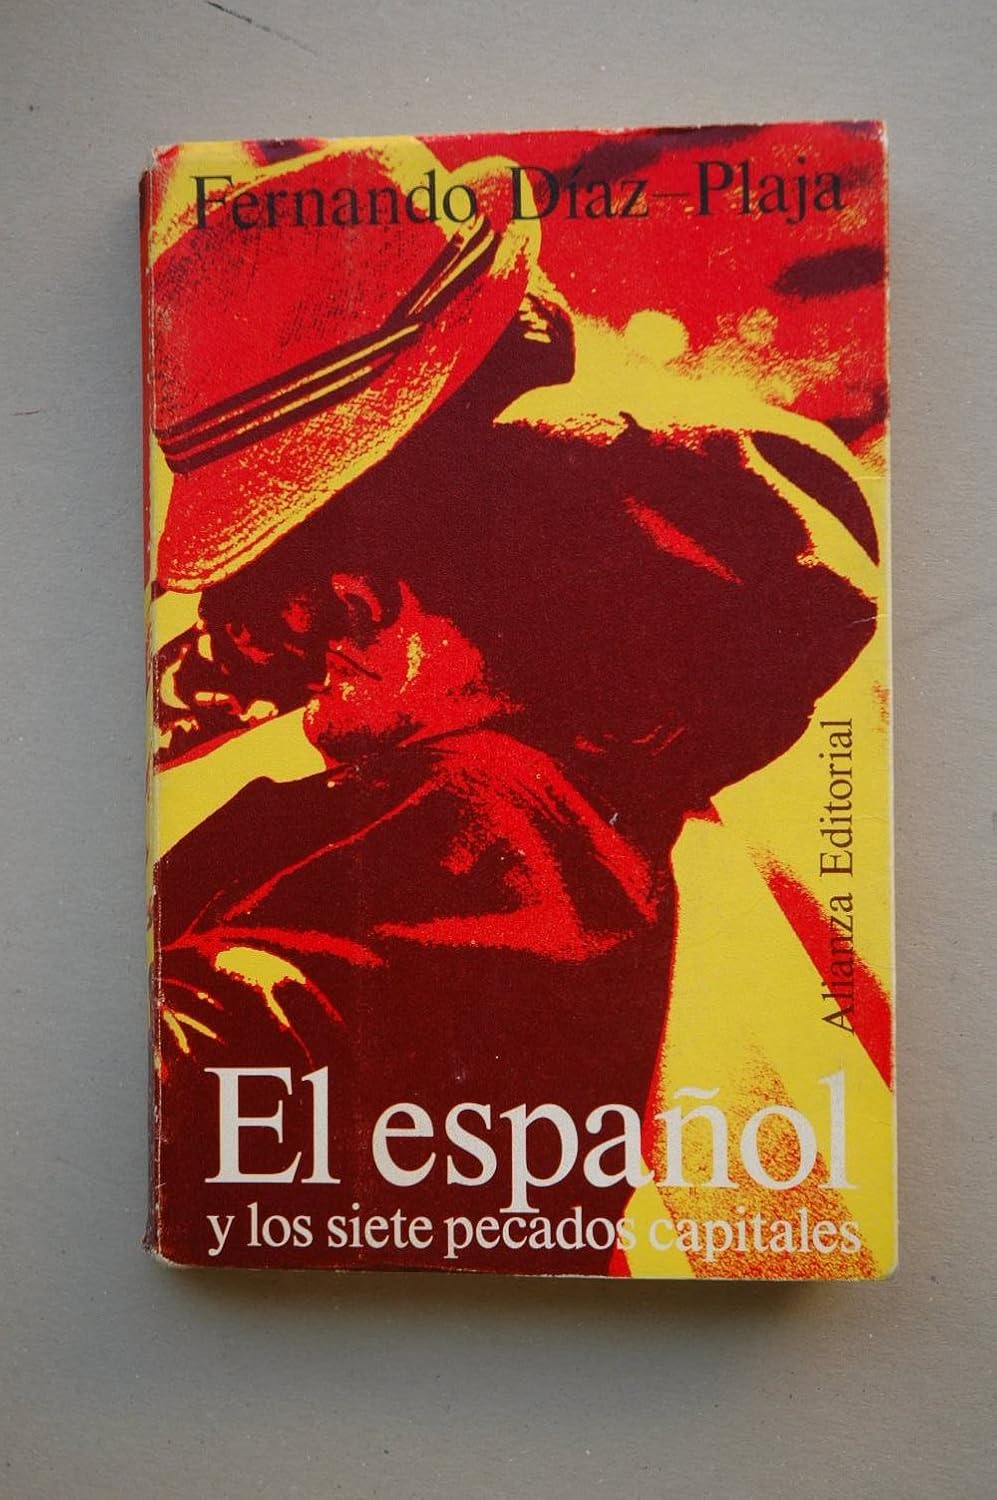 Fernando Díaz-Plaja
Alianza Editorial
El español
y los siete pecados capitales